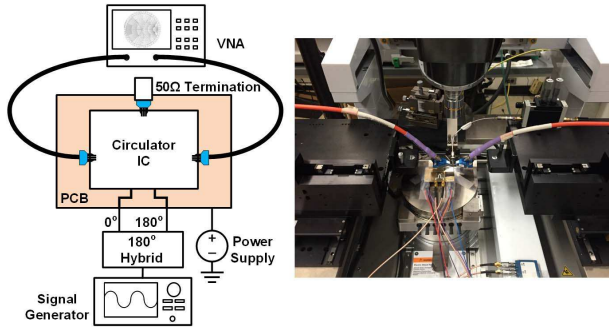 VNA
50Ω Termination
Circulator
IC
PCB
0° 180°
180°
Hybrid
Power
Supply
Signal
Generator